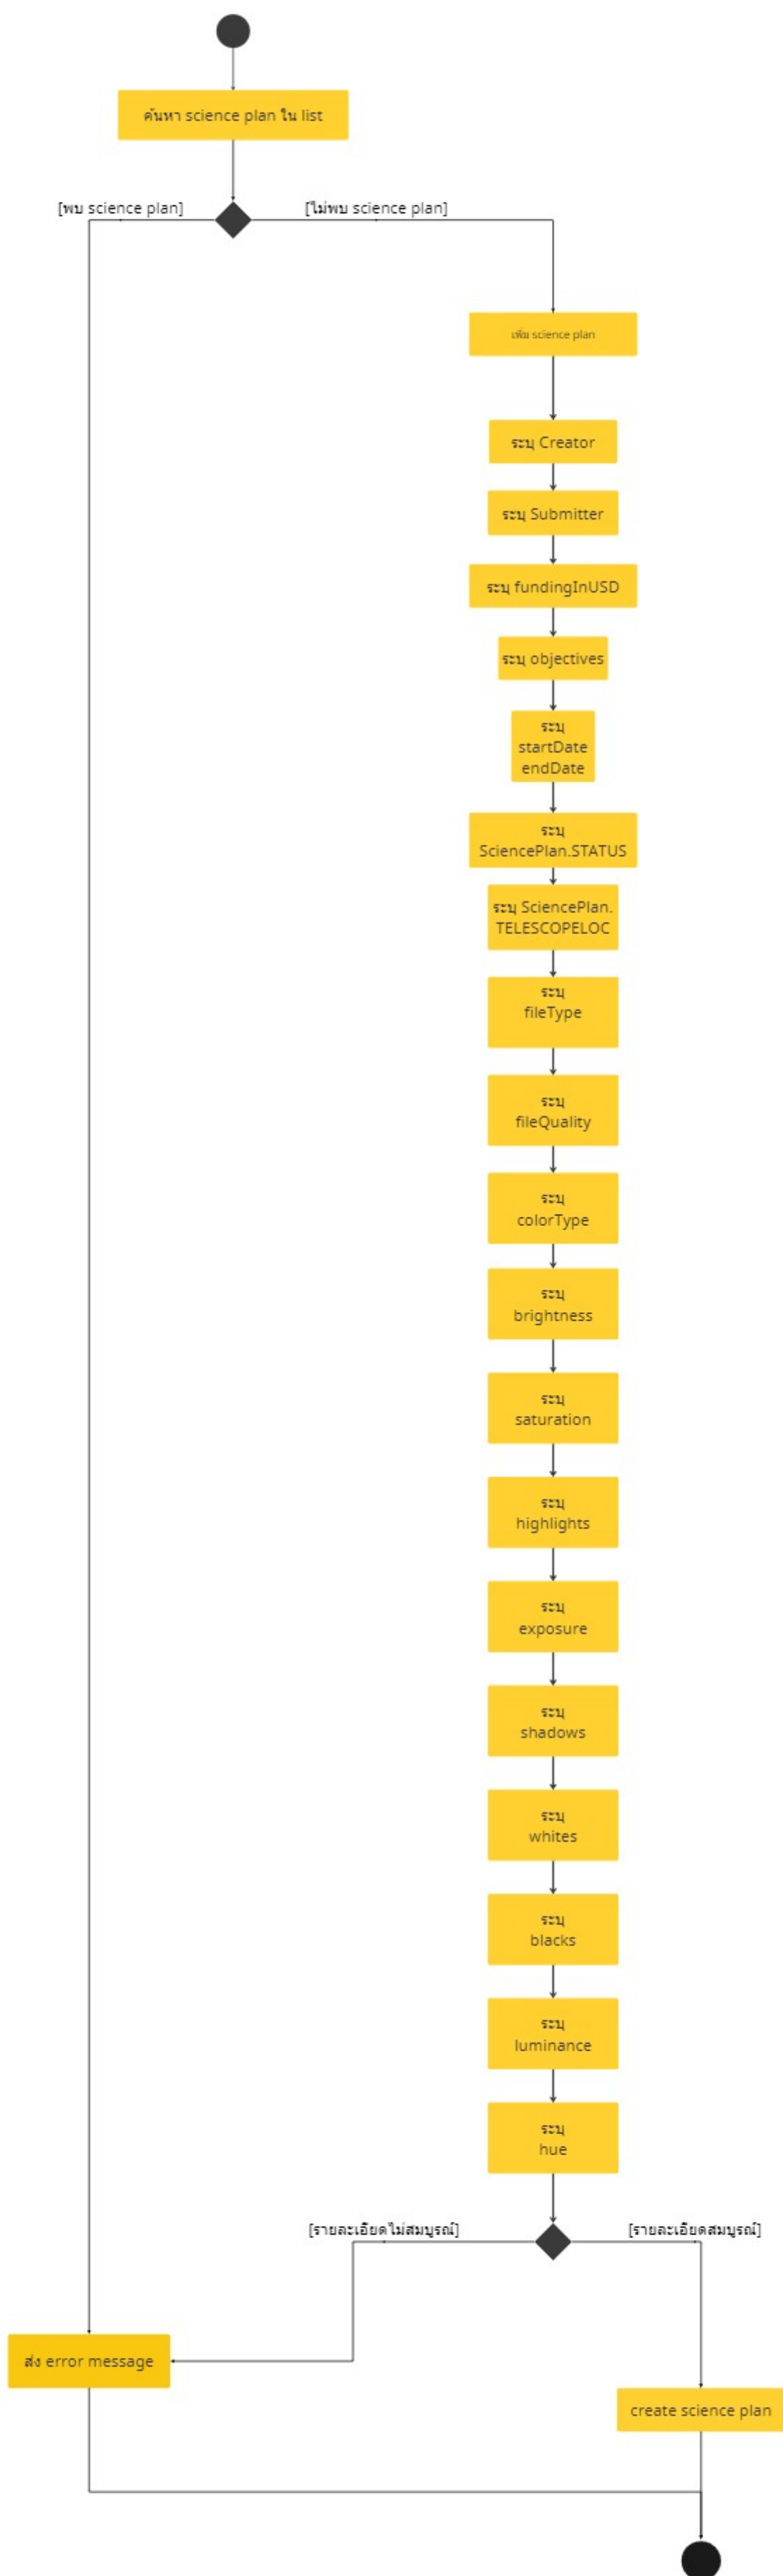 ค้นหา science plan ใน list
[พบ science plan]
[ไม่พบ science plan]
เพิ่ม science plan
ระบุ Creator
ระบุ Submitter
ระบุ fundingInUSD
ระบุ objectives
ระบุ
startDate
endDate
ระบุ
SciencePlan.STATUS
ระบุ SciencePlan.
TELESCOPELOC
ระบุ
fileType
ระบุ
fileQuality
ระบุ
colorType
ระบุ
brightness
ระบุ
saturation
ระบุ
highlights
ระบุ
exposure
ระบุ
shadows
ระบุ
whites
ระบุ
blacks
ระบุ
luminance
ระบุ
hue
[รายละเอียดไม่สมบูรณ์]
[รายละเอียดสมบูรณ์]
ส่ง error message
create science plan